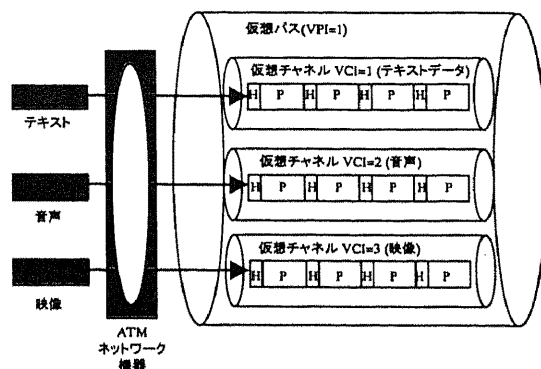 仮想パス(VPI=1)
仮想チャネル VCI=1 (テキストデータ)
H P H P H P H P
テキスト
仮想チャネル VCI=2 (音声)
H P H P H P H P
音声
仮想チャネル VCI=3 (映像)
H P H P H P H P
映像
ATM
ネットワーク
機器